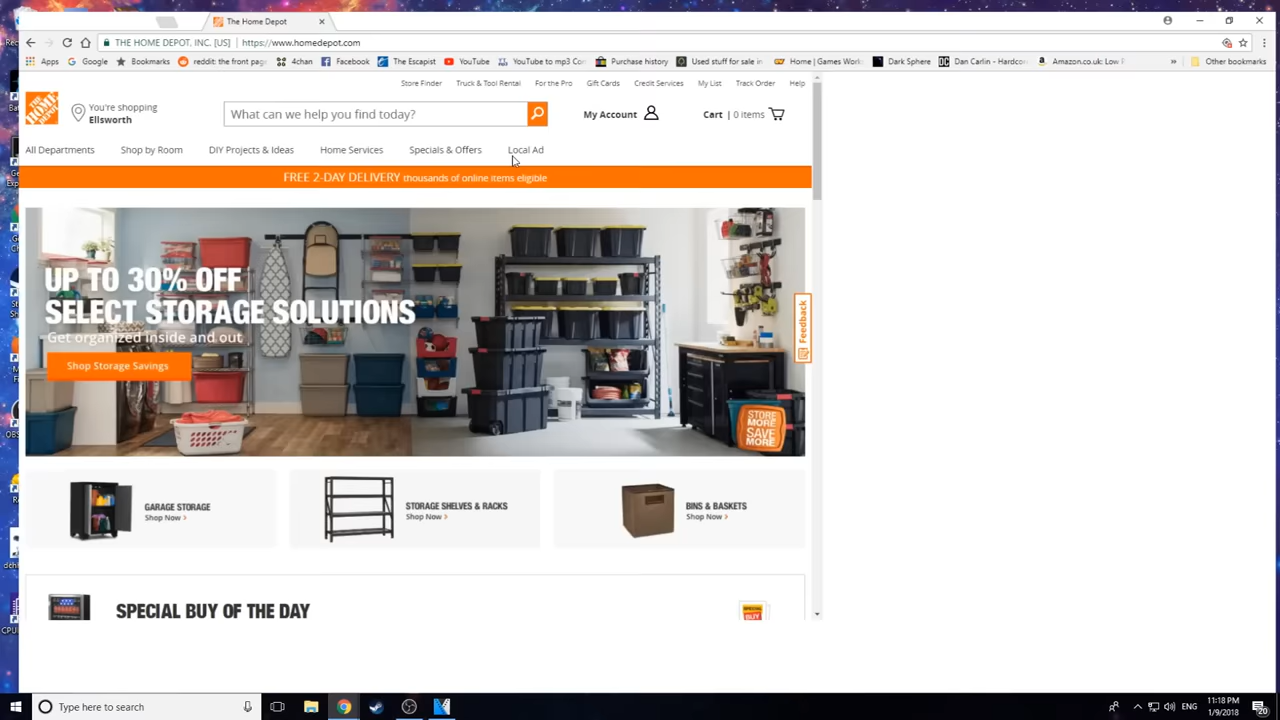 The Home Depot
THE HOME DEPOT, INC. [US] https://www.homedepot.com
Apps Google Bookmarks reddit: the front page 4chan Facebook The Escapist YouTube YouTube to mp3 Con Purchase history Used stuff for sale in Home | Games Works Dark Sphere Dan Carlin - Hardcor Amazon.co.uk: Low » Other bookmarks
Store Finder Truck & Tool Rental For the Pro Gift Cards Credit Services My List Track Order Help
THE HOME DEPOT
You're shopping
Ellsworth
What can we help you find today?
My Account
Cart | 0 items
All Departments Shop by Room DIY Projects & Ideas Home Services Specials & Offers Local Ad
FREE 2-DAY DELIVERY thousands of online items eligible
UP TO 30% OFF
SELECT STORAGE SOLUTIONS
Get organized inside and out
Shop Storage Savings
Feedback
STORE
MORE
SAVE
MORE
GARAGE STORAGE
Shop Now >
STORAGE SHELVES & RACKS
Shop Now >
BINS & BASKETS
Shop Now >
SPECIAL BUY OF THE DAY
SPECIAL
BUY
Type here to search
ENG
11:18 PM
1/9/2018
20